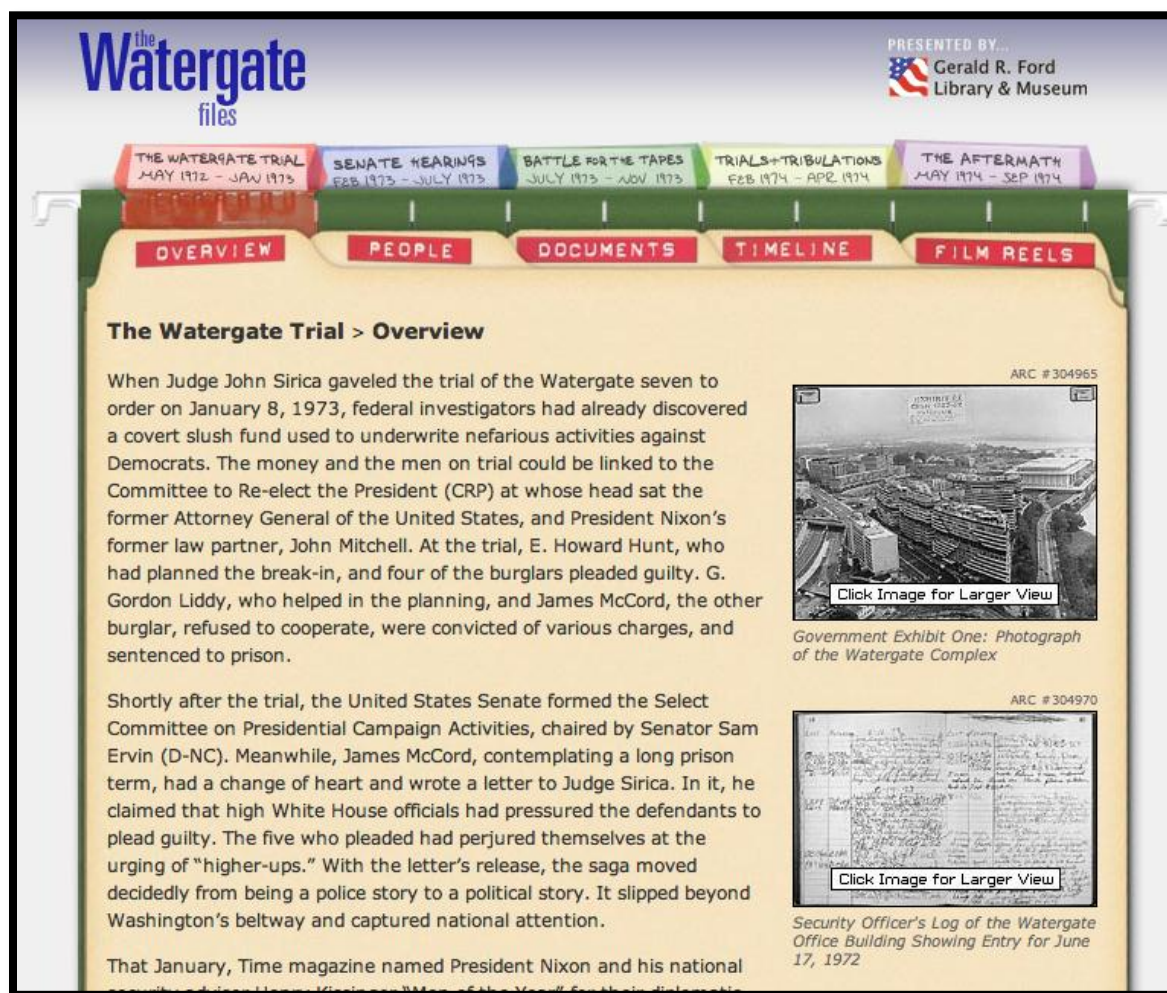 the
Watergate
files
PRESENTED BY...
Gerald R. Ford
Library & Museum
THE WATERGATE TRIAL
MAY 1972 - JAN 1973
SENATE HEARINGS
FEB 1973 - JULY 1973
BATTLE FOR THE TAPES
JULY 1973 - NOV 1973
TRIALS+TRIBULATIONS
FEB 1974 - APR 1974
THE AFTERMATH
MAY 1974 - SEP 1974
OVERVIEW
PEOPLE
DOCUMENTS
TIMELINE
FILM REELS
The Watergate Trial > Overview
When Judge John Sirica gaveled the trial of the Watergate seven to
order on January 8, 1973, federal investigators had already discovered
a covert slush fund used to underwrite nefarious activities against
Democrats. The money and the men on trial could be linked to the
Committee to Re-elect the President (CRP) at whose head sat the
former Attorney General of the United States, and President Nixon's
former law partner, John Mitchell. At the trial, E. Howard Hunt, who
had planned the break-in, and four of the burglars pleaded guilty. G.
Gordon Liddy, who helped in the planning, and James McCord, the other
burglar, refused to cooperate, were convicted of various charges, and
sentenced to prison.
Shortly after the trial, the United States Senate formed the Select
Committee on Presidential Campaign Activities, chaired by Senator Sam
Ervin (D-NC). Meanwhile, James McCord, contemplating a long prison
term, had a change of heart and wrote a letter to Judge Sirica. In it, he
claimed that high White House officials had pressured the defendants to
plead guilty. The five who pleaded had perjured themselves at the
urging of "higher-ups." With the letter's release, the saga moved
decidedly from being a police story to a political story. It slipped beyond
Washington's beltway and captured national attention.
That January, Time magazine named President Nixon and his national
security adviser Henry Kissinger "Men of the Year" for their diplomatic
ARC #304965
Click Image for Larger View
Government Exhibit One: Photograph
of the Watergate Complex
ARC #304970
Click Image for Larger View
Security Officer's Log of the Watergate
Office Building Showing Entry for June
17, 1972